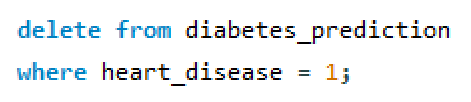 delete from diabetes_prediction
where heart_disease = 1;